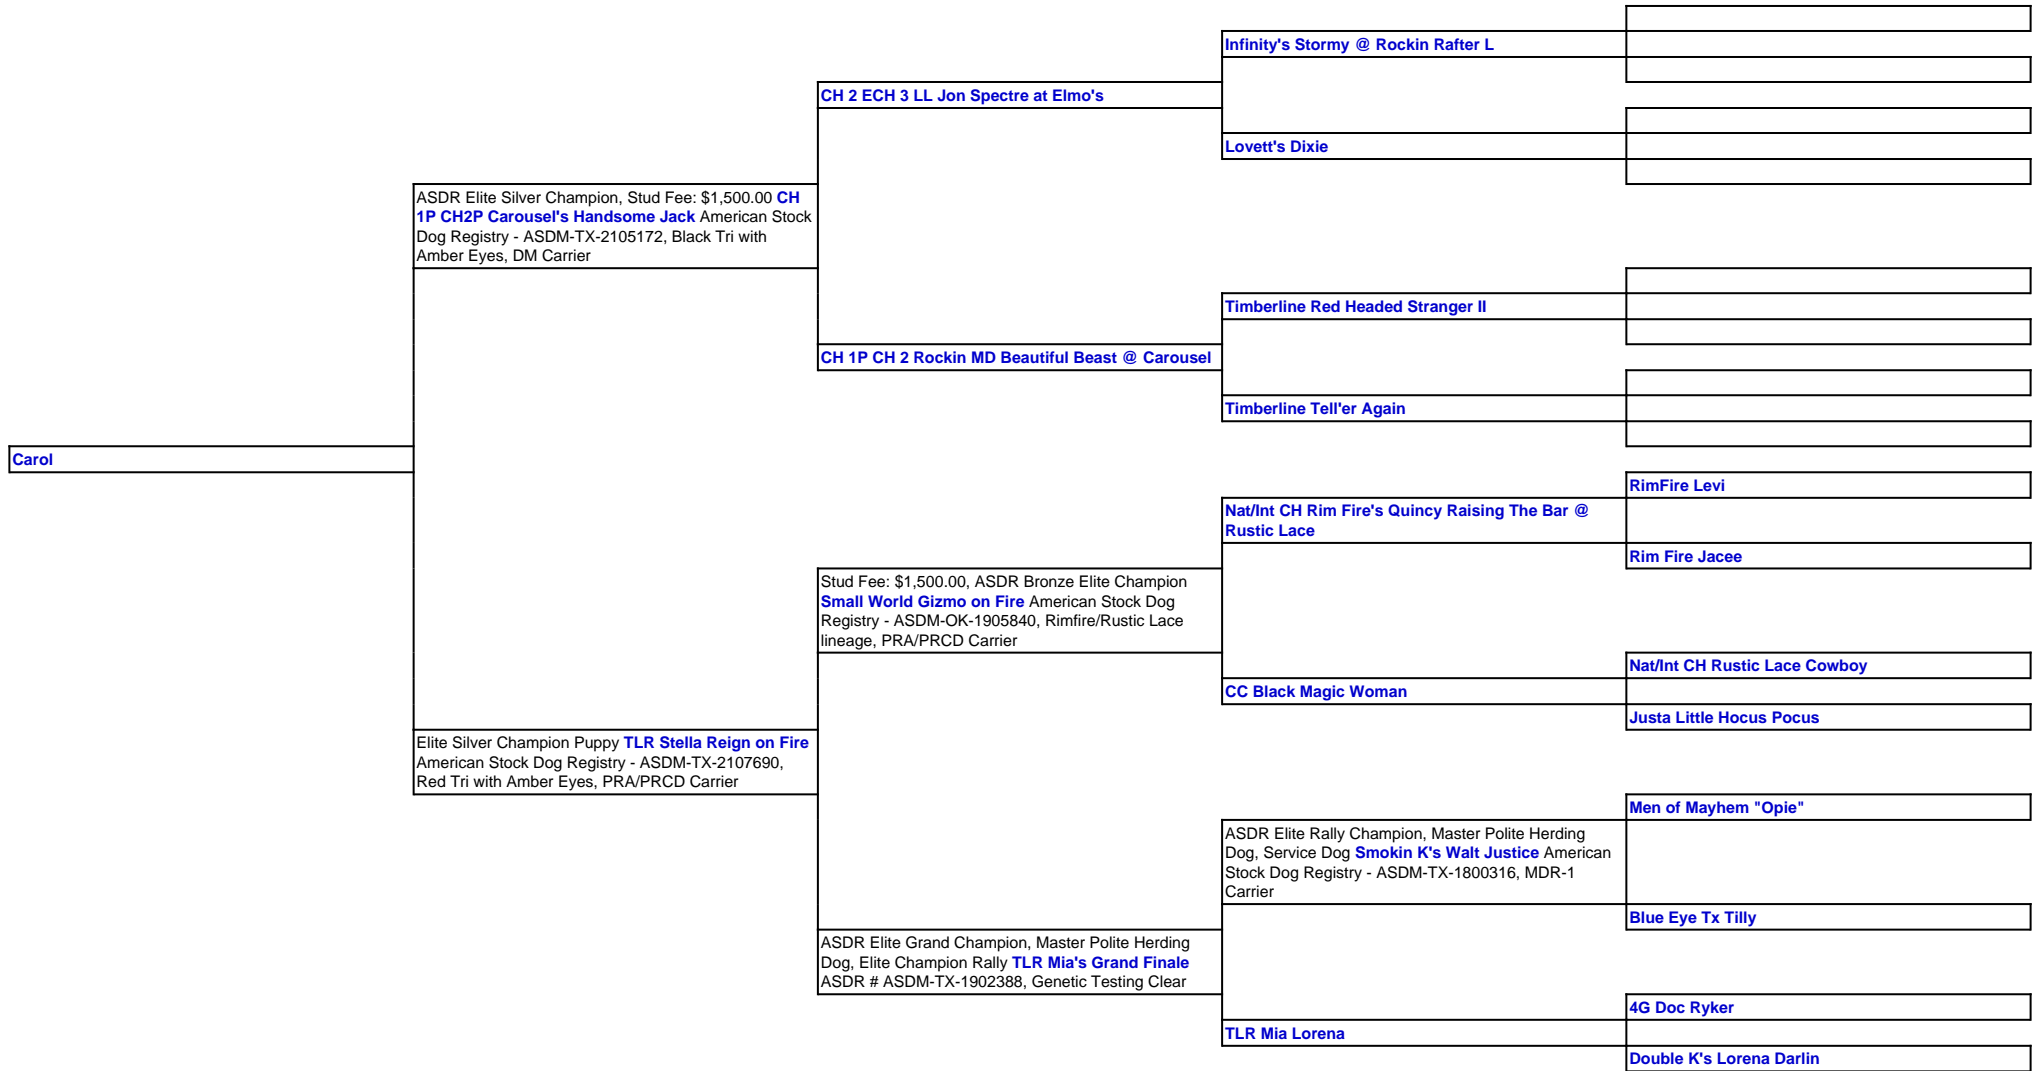 Infinity's Stormy @ Rockin Rafter L
CH 2 ECH 3 LL Jon Spectre at Elmo's
Lovett's Dixie
ASDR Elite Silver Champion, Stud Fee: $1,500.00 CH
1P CH2P Carousel's Handsome Jack American Stock
Dog Registry - ASDM-TX-2105172, Black Tri with
Amber Eyes, DM Carrier
Timberline Red Headed Stranger II
CH 1P CH 2 Rockin MD Beautiful Beast @ Carousel
Timberline Tell'er Again
Carol
RimFire Levi
Nat/Int CH Rim Fire's Quincy Raising The Bar @
Rustic Lace
Rim Fire Jacee
Stud Fee: $1,500.00, ASDR Bronze Elite Champion
Small World Gizmo on Fire American Stock Dog
Registry - ASDM-OK-1905840, Rimfire/Rustic Lace
lineage, PRA/PRCD Carrier
Nat/Int CH Rustic Lace Cowboy
CC Black Magic Woman
Justa Little Hocus Pocus
Elite Silver Champion Puppy TLR Stella Reign on Fire
American Stock Dog Registry - ASDM-TX-2107690,
Red Tri with Amber Eyes, PRA/PRCD Carrier
Men of Mayhem "Opie"
ASDR Elite Rally Champion, Master Polite Herding
Dog, Service Dog Smokin K's Walt Justice American
Stock Dog Registry - ASDM-TX-1800316, MDR-1
Carrier
Blue Eye Tx Tilly
ASDR Elite Grand Champion, Master Polite Herding
Dog, Elite Champion Rally TLR Mia's Grand Finale
ASDR # ASDM-TX-1902388, Genetic Testing Clear
4G Doc Ryker
TLR Mia Lorena
Double K's Lorena Darlin